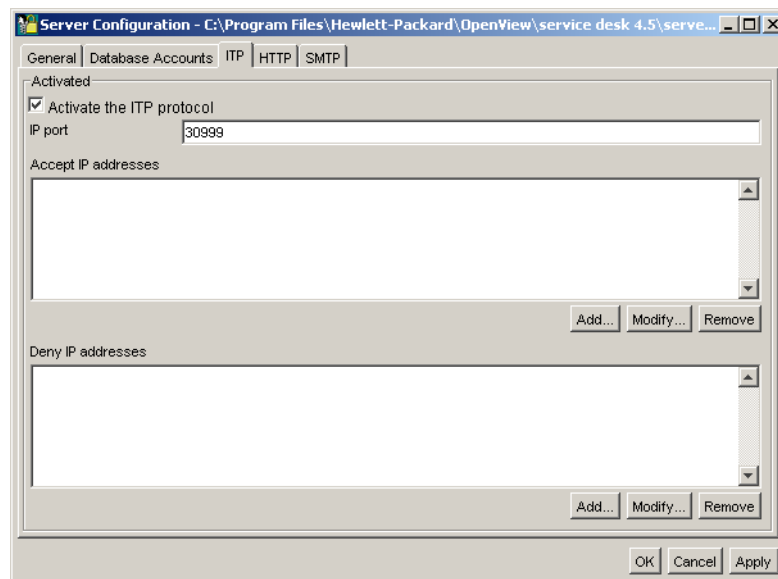 Server Configuration - C:\Program Files\Hewlett-Packard\OpenView\service desk 4.5\serve...
General Database Accounts ITP HTTP SMTP
Activated
Activate the ITP protocol
IP port 30999
Accept IP addresses
Add... Modify... Remove
Deny IP addresses
Add... Modify... Remove
OK Cancel Apply